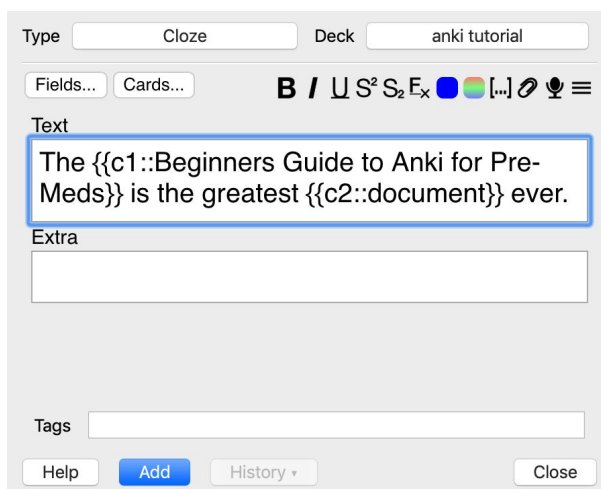 Type Cloze Deck anki tutorial
Fields... Cards... B I U S² S₂ Ex [...]
Text
The {{c1::Beginners Guide to Anki for Pre-
Meds}} is the greatest {{c2::document}} ever.
Extra
Tags
Help Add History ▾ Close